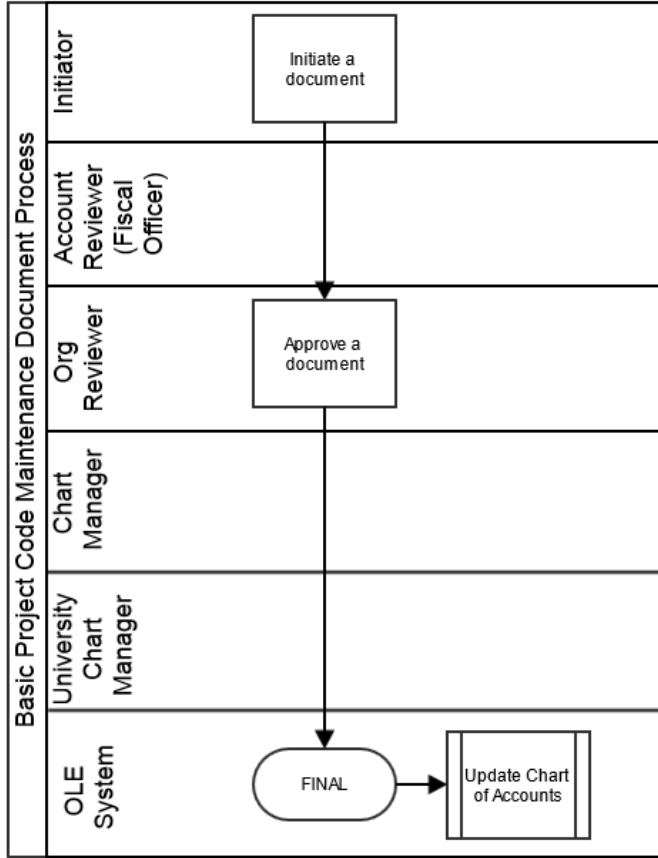 Basic Project Code Maintenance Document Process
Initiator
Initiate a
document
Account
Reviewer
(Fiscal
Officer)
Org
Reviewer
Approve a
document
Chart
Manager
University
Chart
Manager
OLE
System
FINAL
Update Chart
of Accounts